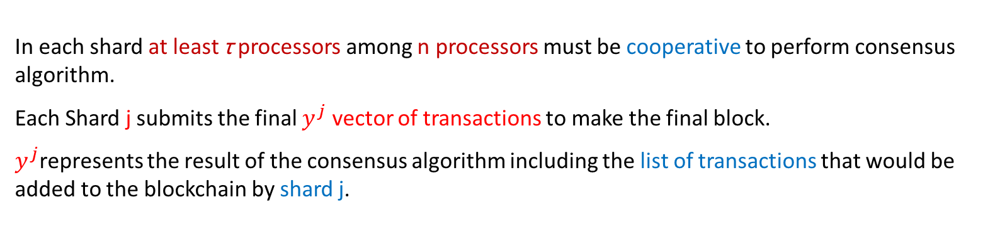 In each shard at least τ processors among n processors must be cooperative to perform consensus
algorithm.
Each Shard j submits the final y^j vector of transactions to make the final block.
y^j represents the result of the consensus algorithm including the list of transactions that would be
added to the blockchain by shard j.